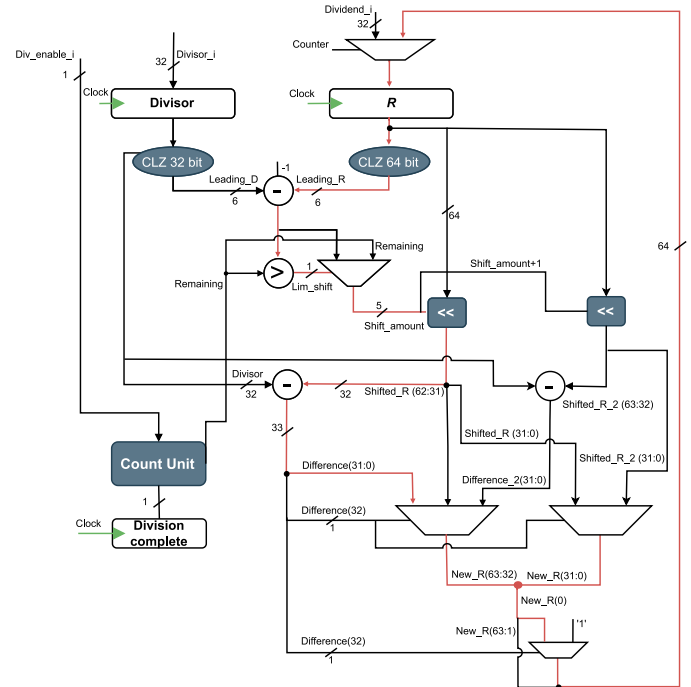 Dividend_i
32
Counter
64
Div_enable_i
1
32
Divisor_i
Clock
Divisor
Clock
R
CLZ 32 bit
CLZ 64 bit
-1
Leading_D
6
-
Leading_R
6
64
Remaining
Remaining
>
1
Lim_shift
Shift_amount+1
5
Shift_amount
<<
<<
Divisor
32
-
32
Shifted_R (62:31)
-
Shifted_R_2 (63:32)
33
Shifted_R (31:0)
Shifted_R_2 (31:0)
Count Unit
Difference(31:0)
Difference_2(31:0)
1
Clock
Division
complete
Difference(32)
1
New_R(63:32)
New_R(31:0)
New_R(0)
New_R(63:1)
'1'
Difference(32)
1